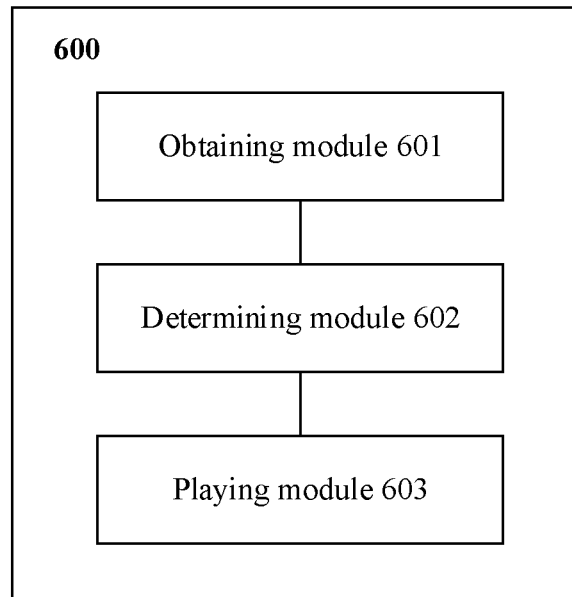 600
Obtaining module 601
Determining module 602
Playing module 603